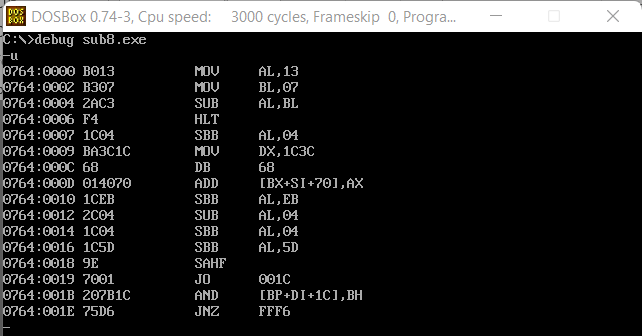 DOSBox 0.74-3, Cpu speed: 3000 cycles, Frameskip 0, Progra...
C:\>debug sub8.exe
-u
0764:0000 B013 MOV AL,13
0764:0002 B307 MOV BL,07
0764:0004 2AC3 SUB AL,BL
0764:0006 F4 HLT
0764:0007 1C04 SBB AL,04
0764:0009 BA3C1C MOV DX,1C3C
0764:000C 68 DB 68
0764:000D 014070 ADD [BX+SI+70],AX
0764:0010 1CEB SBB AL,EB
0764:0012 2C04 SUB AL,04
0764:0014 1C04 SBB AL,04
0764:0016 1C5D SBB AL,5D
0764:0018 9E SAHF
0764:0019 7001 JO 001C
0764:001B 207B1C AND [BP+DI+1C],BH
0764:001E 75D6 JNZ FFF6
-